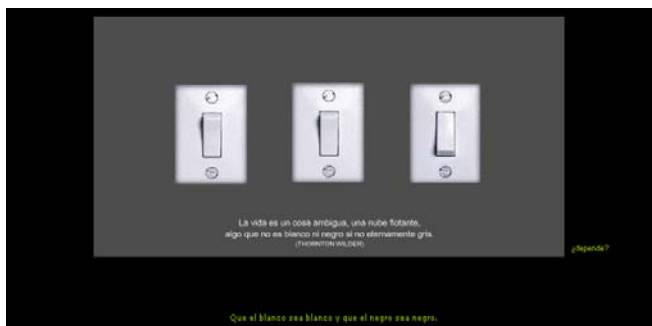 La vida es un cosa ambigua, una nube flotante,
algo que no es blanco ni negro si no eternamente gris.
(THORNTON WILDER)
¿depende?
Que el blanco sea blanco y que el negro sea negro.